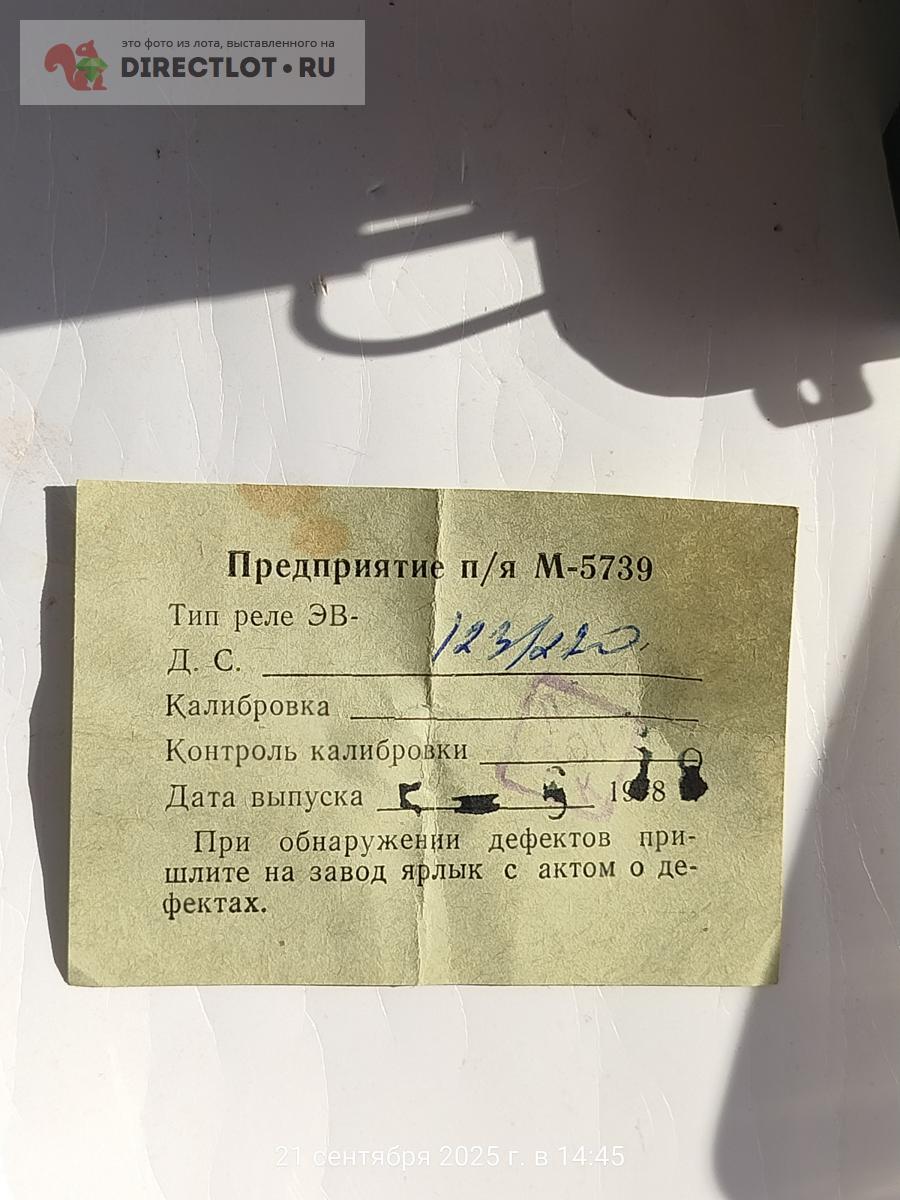 это фото из лота, выставленного на
DIRECTLOT•RU
Предприятие п/я М-5739
Тип реле ЭВ-
123/220
Д. С.
Калибровка
Контроль калибровки
Дата выпуска
При обнаружении дефектов при-
шлите на завод ярлык с актом о де-
фектах.
21 сентября 2025 г. в 14:45